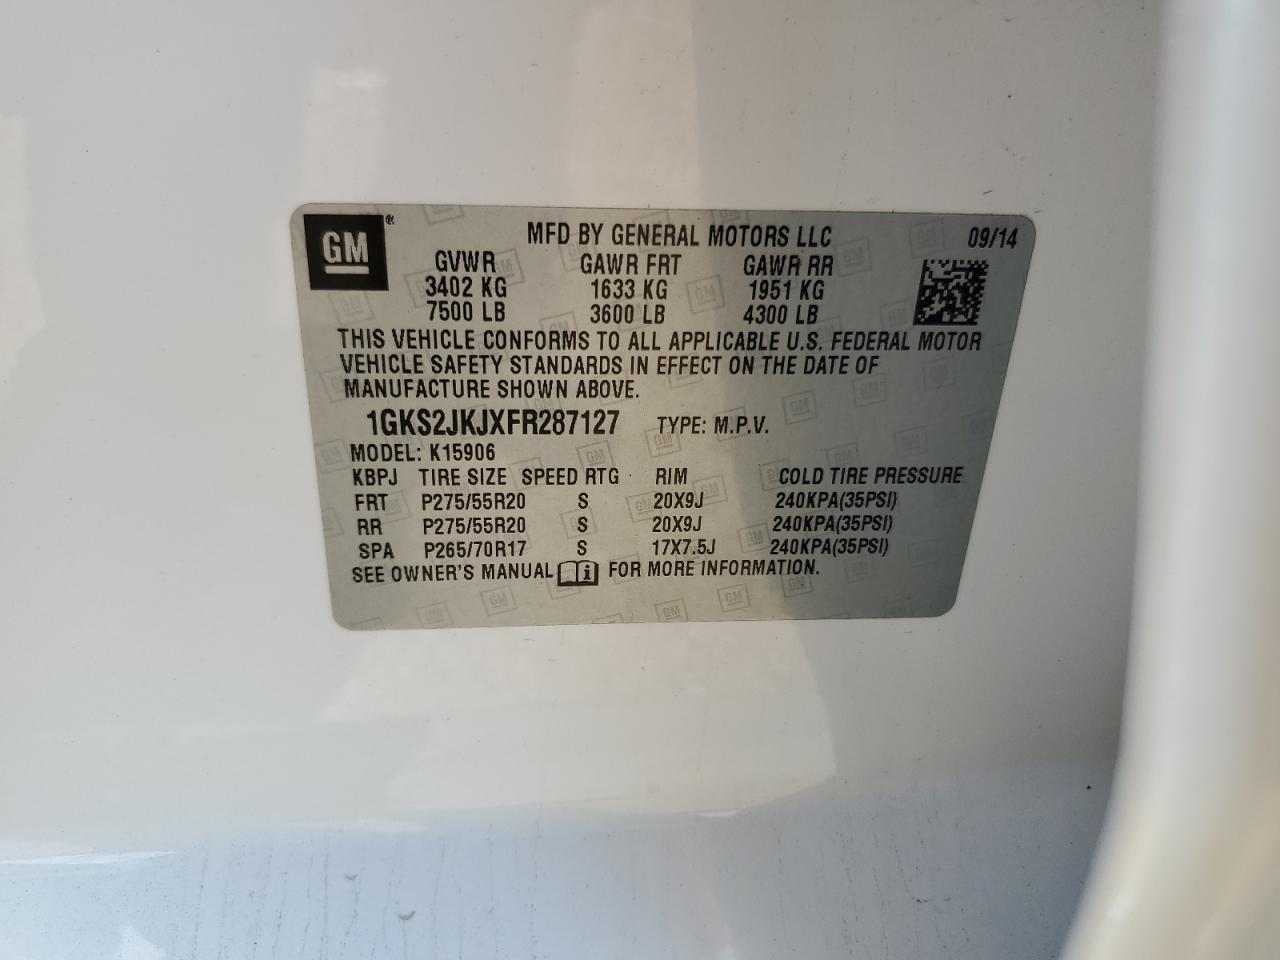 GM®
MFD BY GENERAL MOTORS LLC 09/14
GVWR GAWR FRT GAWR RR
3402 KG 1633 KG 1951 KG
7500 LB 3600 LB 4300 LB
THIS VEHICLE CONFORMS TO ALL APPLICABLE U.S. FEDERAL MOTOR
VEHICLE SAFETY STANDARDS IN EFFECT ON THE DATE OF
MANUFACTURE SHOWN ABOVE.
1GKS2JKJXFR287127 TYPE: M.P.V.
MODEL: K15906
KBPJ TIRE SIZE SPEED RTG RIM COLD TIRE PRESSURE
FRT P275/55R20 S 20X9J 240KPA(35PSI)
RR P275/55R20 S 20X9J 240KPA(35PSI)
SPA P265/70R17 S 17X7.5J 240KPA(35PSI)
SEE OWNER'S MANUAL i FOR MORE INFORMATION.